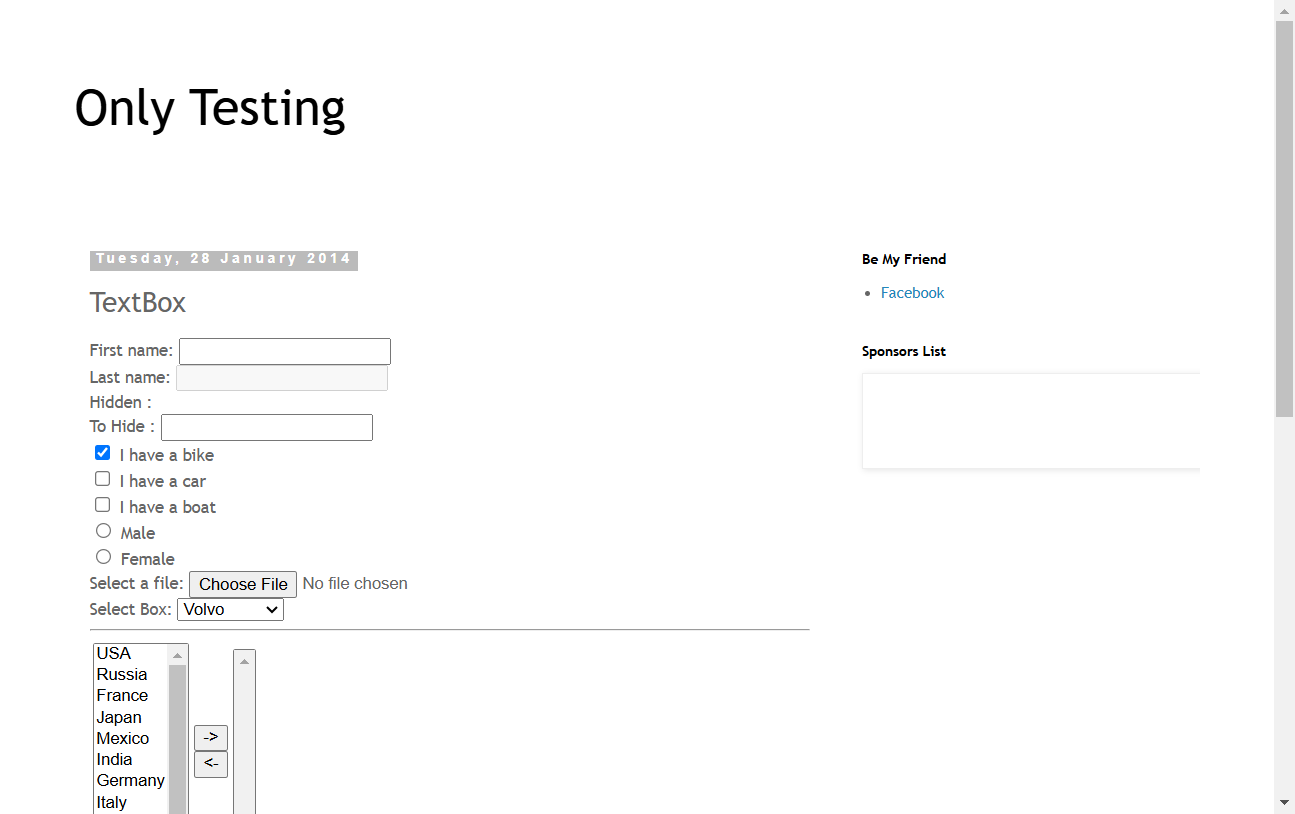 Only Testing
Tuesday, 28 January 2014
TextBox
First name:
Last name:
Hidden :
To Hide :
I have a bike
I have a car
I have a boat
Male
Female
Select a file: Choose File No file chosen
Select Box: Volvo
USA
Russia
France
Japan
Mexico
India
Germany
Italy
->
<-
Be My Friend
Facebook
Sponsors List